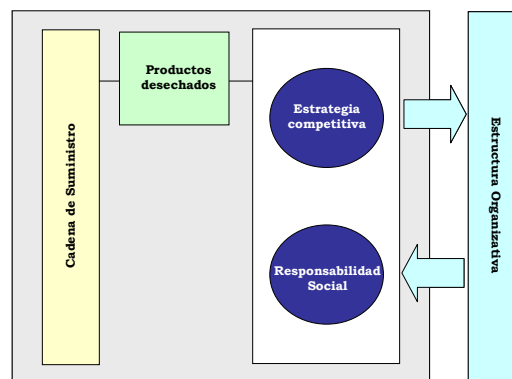 Cadena de Suministro
Productos
desechados
Estrategia
competitiva
Responsabilidad
Social
Estructura Organizativa